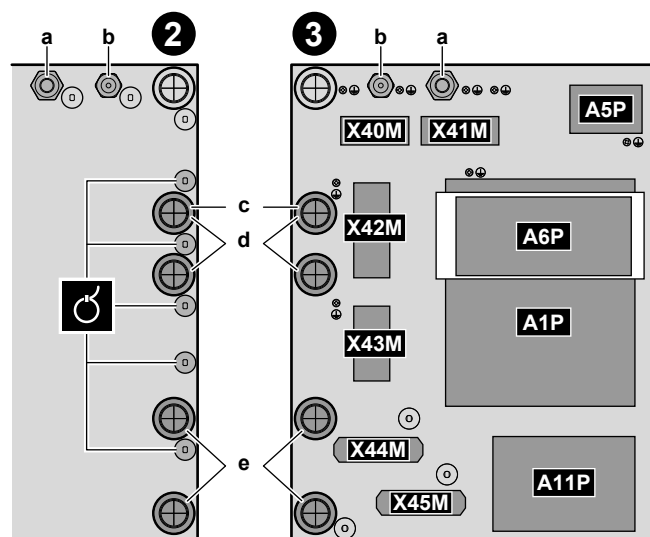 a b 2 3 b a
A5P
X40M X41M
c
X42M
d A6P
A1P
X43M
e X44M
A11P
X45M